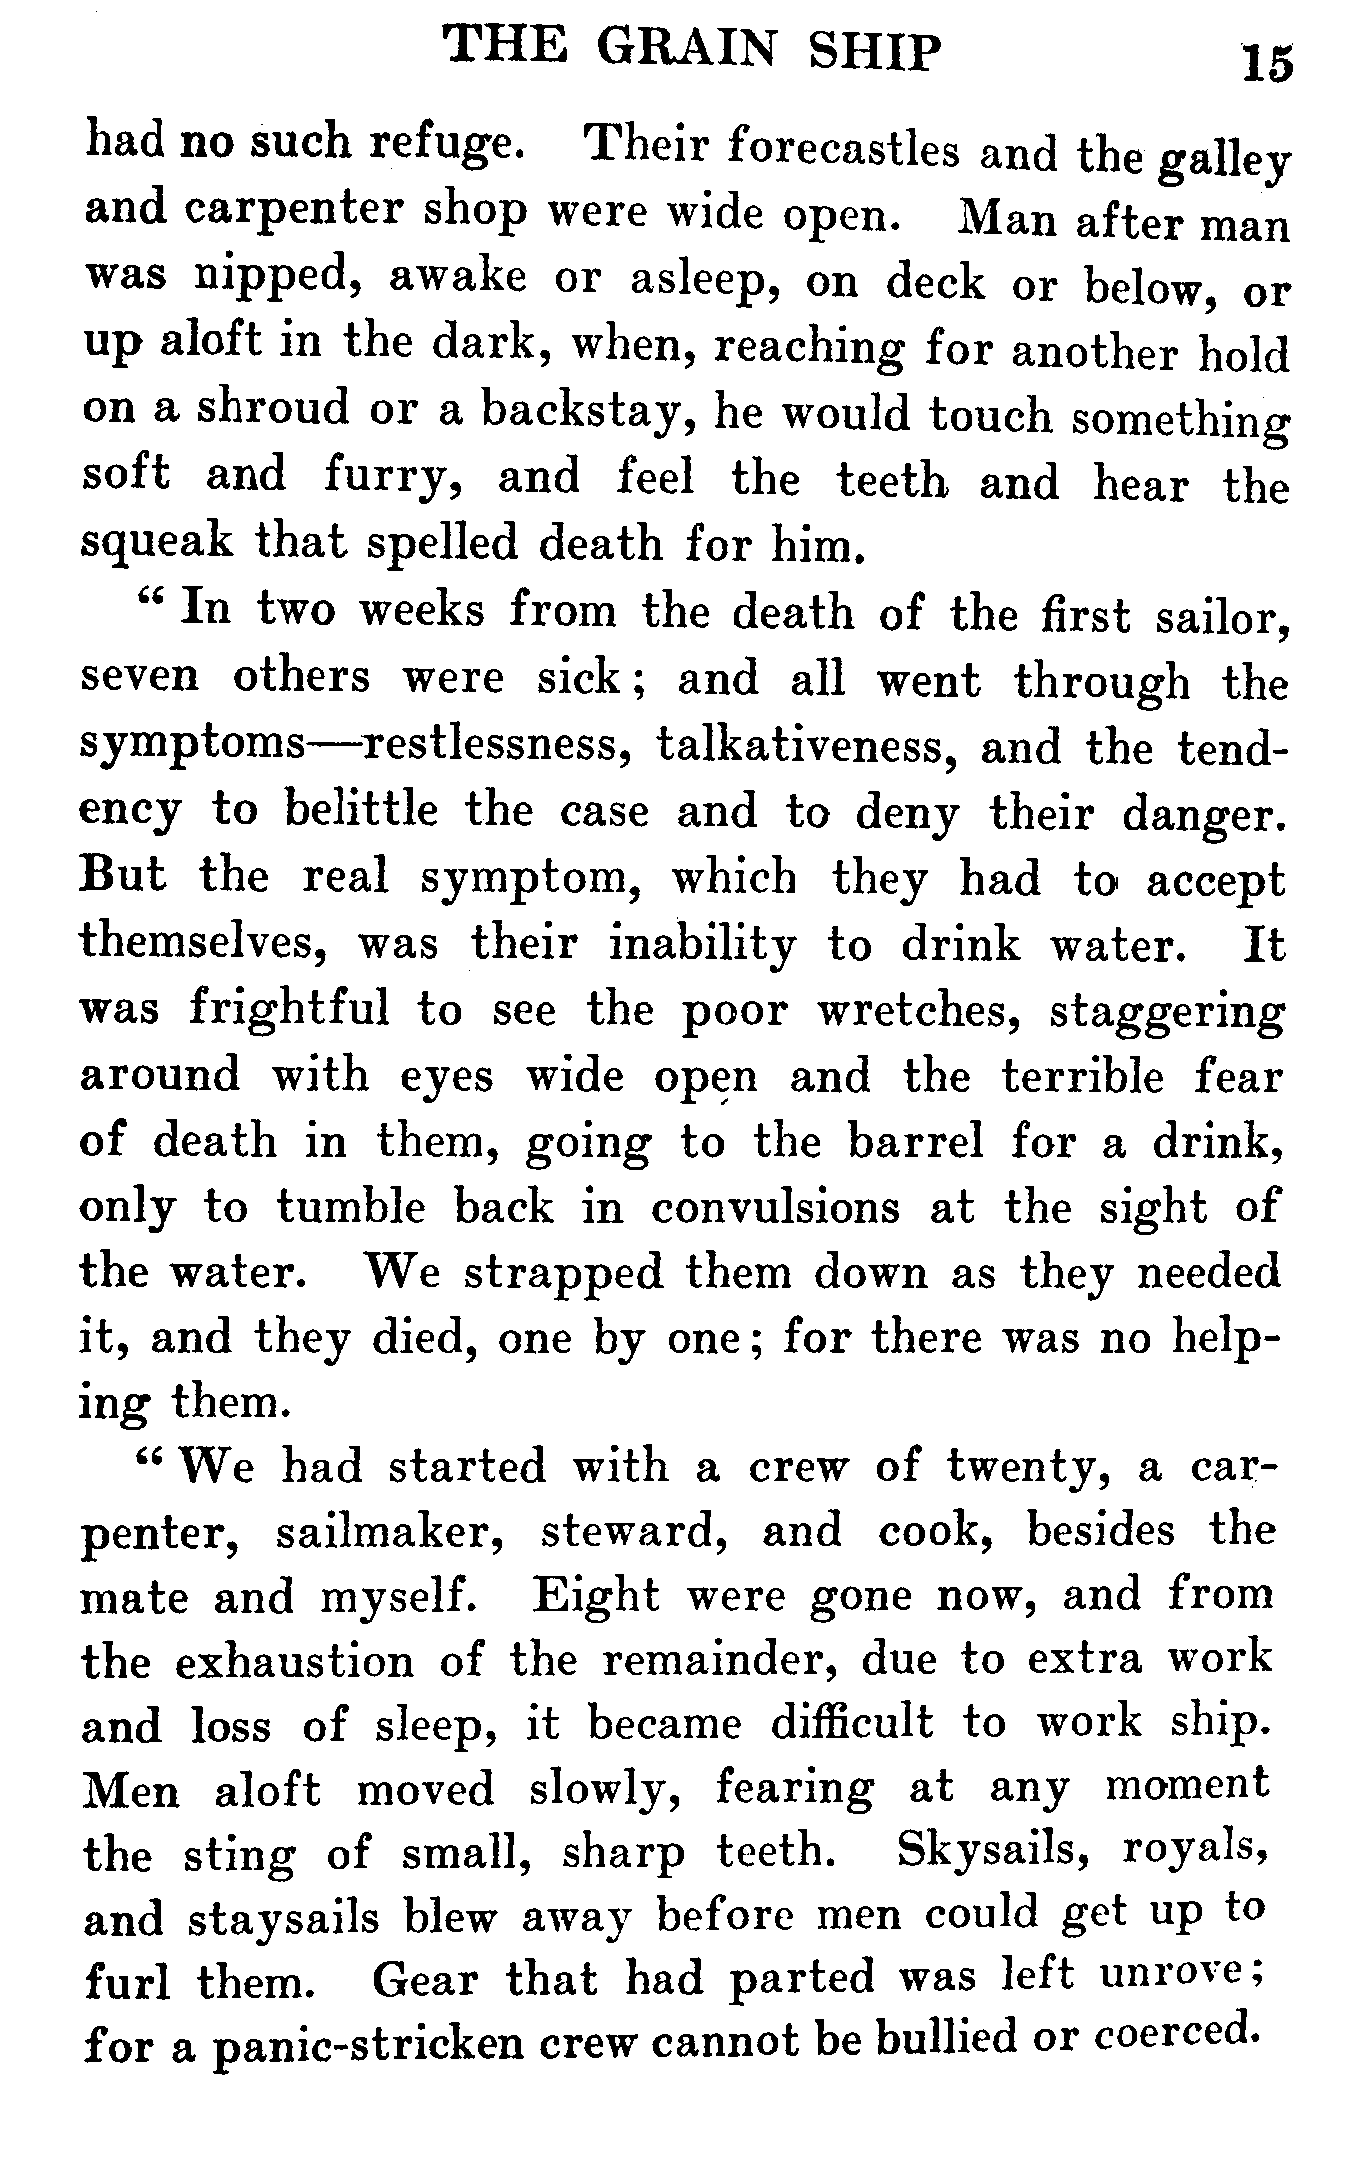 THE GRAIN SHIP 15
had no such refuge. Their forecastles and the galley
and carpenter shop were wide open. Man after man
was nipped, awake or asleep, on deck or below, or
up aloft in the dark, when, reaching for another hold
on a shroud or a backstay, he would touch something
soft and furry, and feel the teeth and hear the
squeak that spelled death for him.
“ In two weeks from the death of the first sailor,
seven others were sick; and all went through the
symptoms—restlessness, talkativeness, and the tend-
ency to belittle the case and to deny their danger.
But the real symptom, which they had to accept
themselves, was their inability to drink water. It
was frightful to see the poor wretches, staggering
around with eyes wide open and the terrible fear
of death in them, going to the barrel for a drink,
only to tumble back in convulsions at the sight of
the water. We strapped them down as they needed
it, and they died, one by one; for there was no help-
ing them.
“ We had started with a crew of twenty, a car-
penter, sailmaker, steward, and cook, besides the
mate and myself. Eight were gone now, and from
the exhaustion of the remainder, due to extra work
and loss of sleep, it became difficult to work ship.
Men aloft moved slowly, fearing at any moment
the sting of small, sharp teeth. Skysails, royals,
and staysails blew away before men could get up to
furl them. Gear that had parted was left unrove;
for a panic-stricken crew cannot be bullied or coerced.